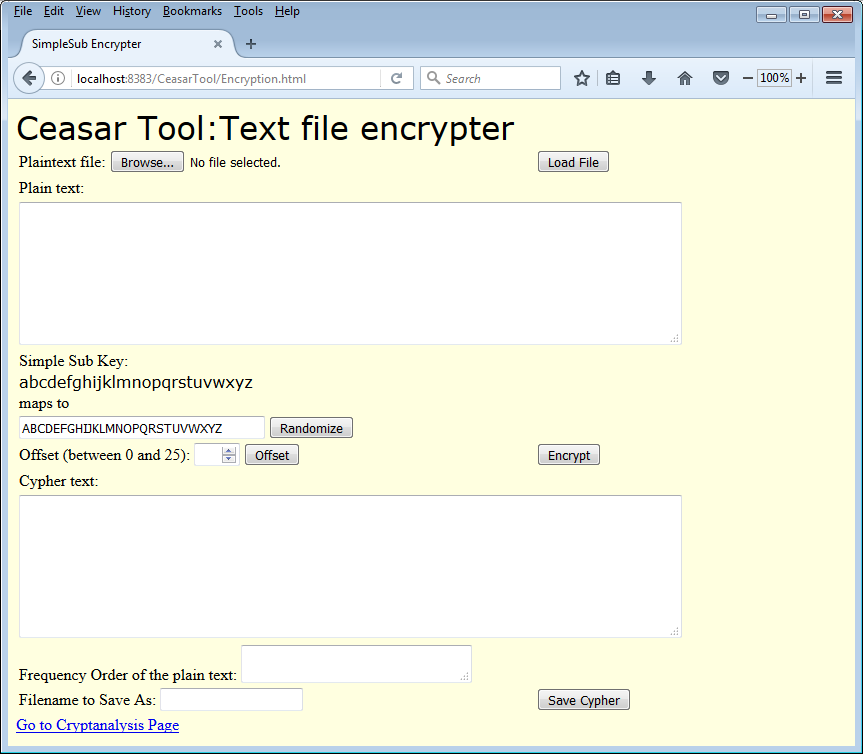 File Edit View History Bookmarks Tools Help
SimpleSub Encrypter
localhost:8383/CeasarTool/Encryption.html Search 100%
Ceasar Tool:Text file encrypter
Plaintext file: Browse... No file selected. Load File
Plain text:
Simple Sub Key:
abcdefghijklmnopqrstuvwxyz
maps to
ABCDEFGHIJKLMNOPQRSTUVWXYZ Randomize
Offset (between 0 and 25): Offset Encrypt
Cypher text:
Frequency Order of the plain text:
Filename to Save As: Save Cypher
Go to Cryptanalysis Page